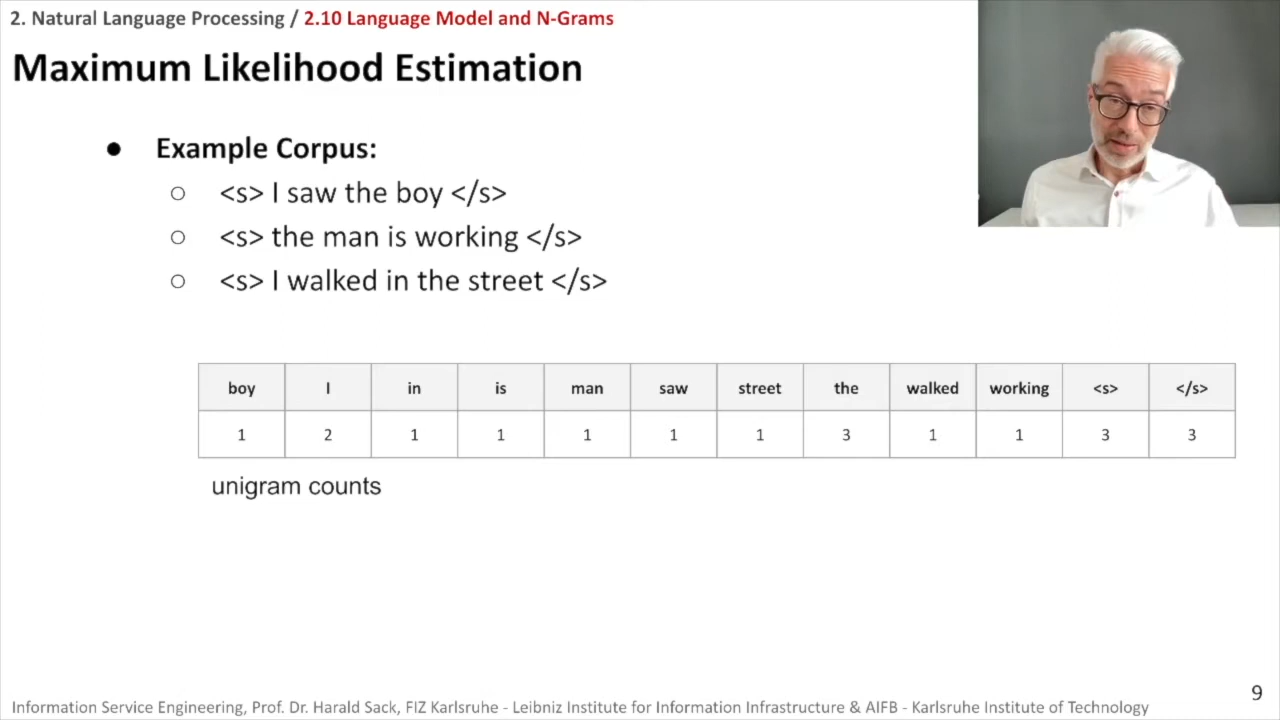 2. Natural Language Processing / 2.10 Language Model and N-Grams
Maximum Likelihood Estimation
● Example Corpus:
○ <s> I saw the boy </s>
○ <s> the man is working </s>
○ <s> I walked in the street </s>
boy I in is man saw street the walked working <s> </s>
1 2 1 1 1 1 1 3 1 1 3 3
unigram counts
9
Information Service Engineering, Prof. Dr. Harald Sack, FIZ Karlsruhe - Leibniz Institute for Information Infrastructure & AIFB - Karlsruhe Institute of Technology